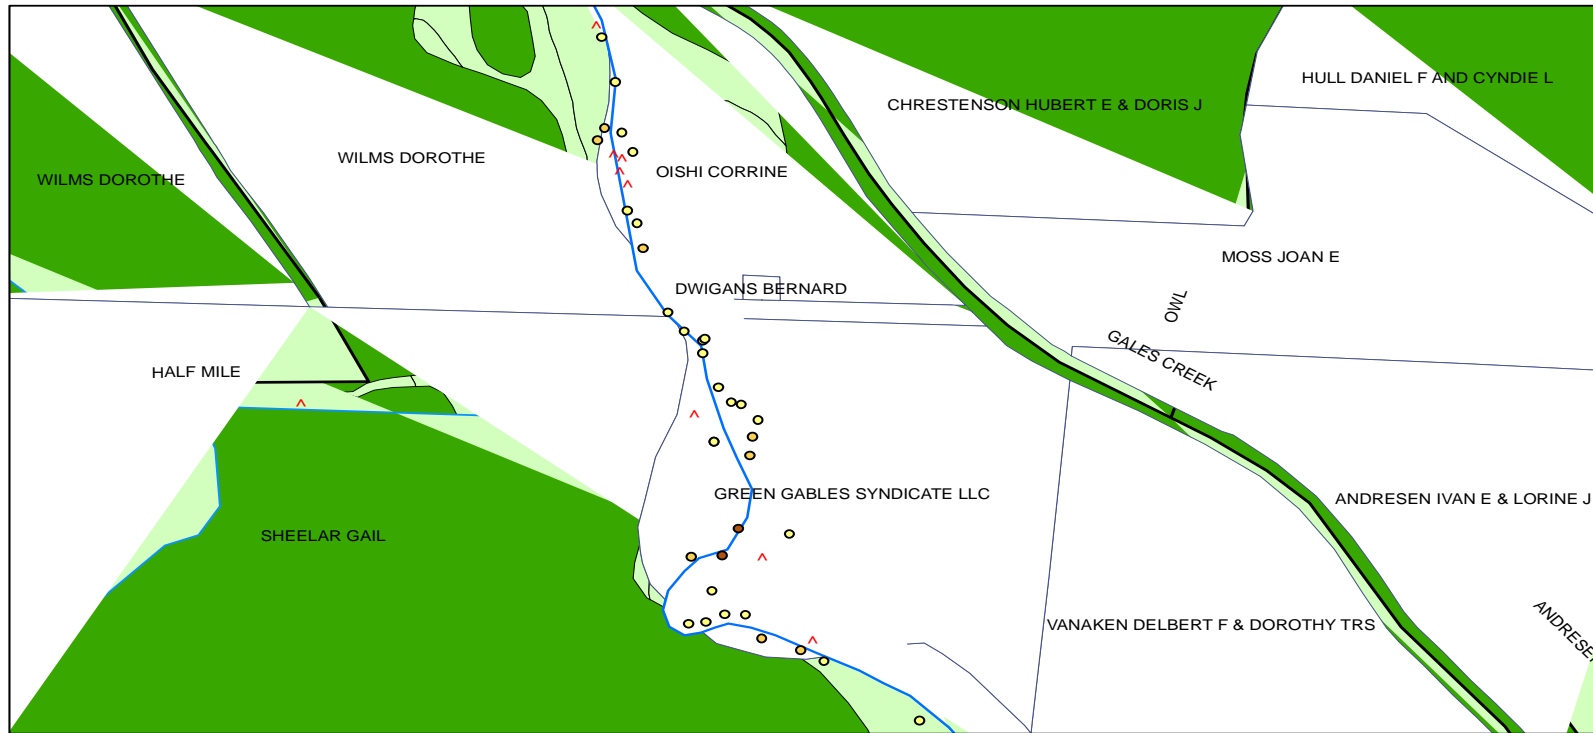 HULL DANIEL F AND CYNDIE L
CHRESTENSON HUBERT E & DORIS J
WILMS DOROTHE
OISHI CORRINE
WILMS DOROTHE
MOSS JOAN E
DWIGANS BERNARD
OWL
GALES CREEK
HALF MILE
GREEN GABLES SYNDICATE LLC
ANDRESEN IVAN E & LORINE J
SHEELAR GAIL
VANAKEN DELBERT F & DOROTHY TRS
ANDRESE